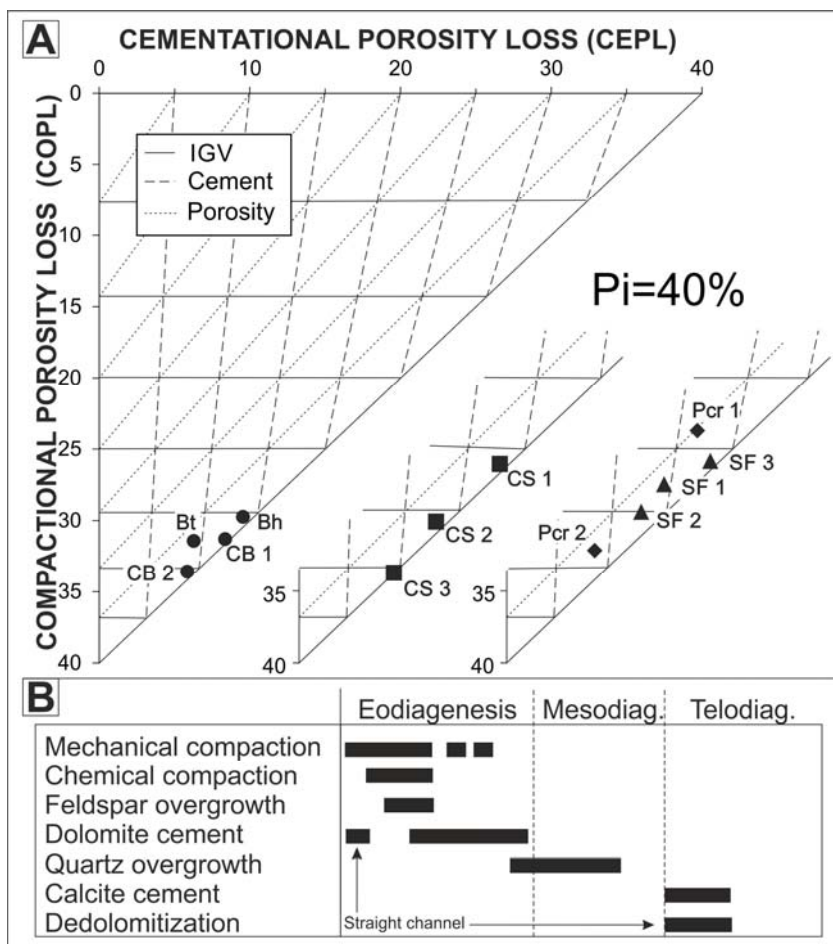 A
CEMENTATIONAL POROSITY LOSS (CEPL)
0 10 20 30 40
COMPACTIONAL POROSITY LOSS (COPL)
0
5
10
15
20
25
30
35
40
IGV
Cement
Porosity
Pi=40%
Bt
Bh
CB 1
CB 2
35
40
CS 1
CS 2
CS 3
35
40
Pcr 1
SF 3
SF 1
SF 2
Pcr 2
B
Eodiagenesis Mesodiag. Telodiag.
Mechanical compaction
Chemical compaction
Feldspar overgrowth
Dolomite cement
Quartz overgrowth
Calcite cement
Dedolomitization
Straight channel